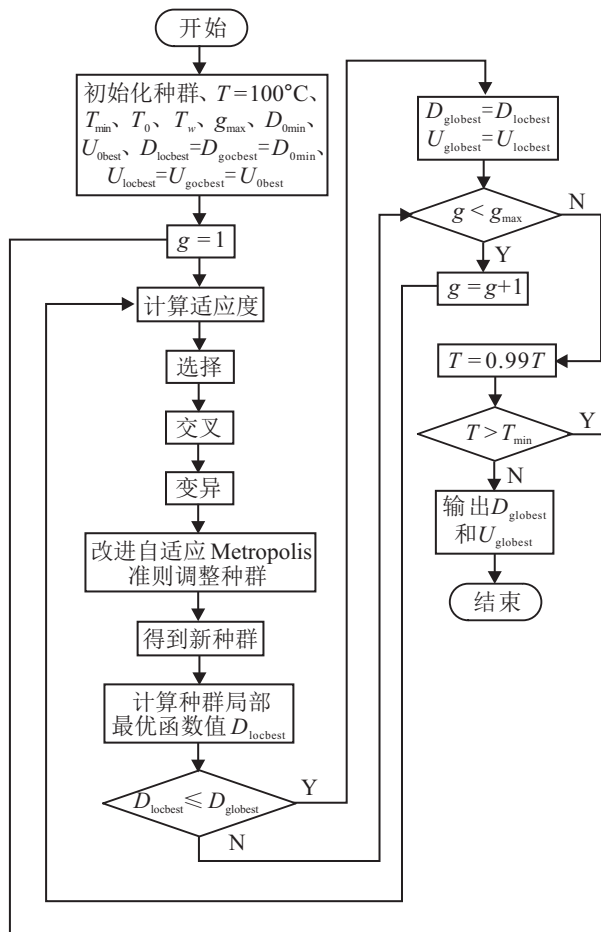 开始
初始化种群、T=100°C、
T_min、T_0、T_w、g_max、D_0min、
U_0best、D_locbest=D_gocbest=D_0min、
U_locbest=U_gocbest=U_0best
g=1
计算适应度
选择
交叉
变异
改进自适应Metropolis
准则调整种群
得到新种群
计算种群局部
最优函数值D_locbest
D_locbest≤D_globest
Y
N
D_globest=D_locbest
U_globest=U_locbest
g<g_max
N
Y
g=g+1
T=0.99T
T>T_min
Y
N
输出D_globest
和U_globest
结束